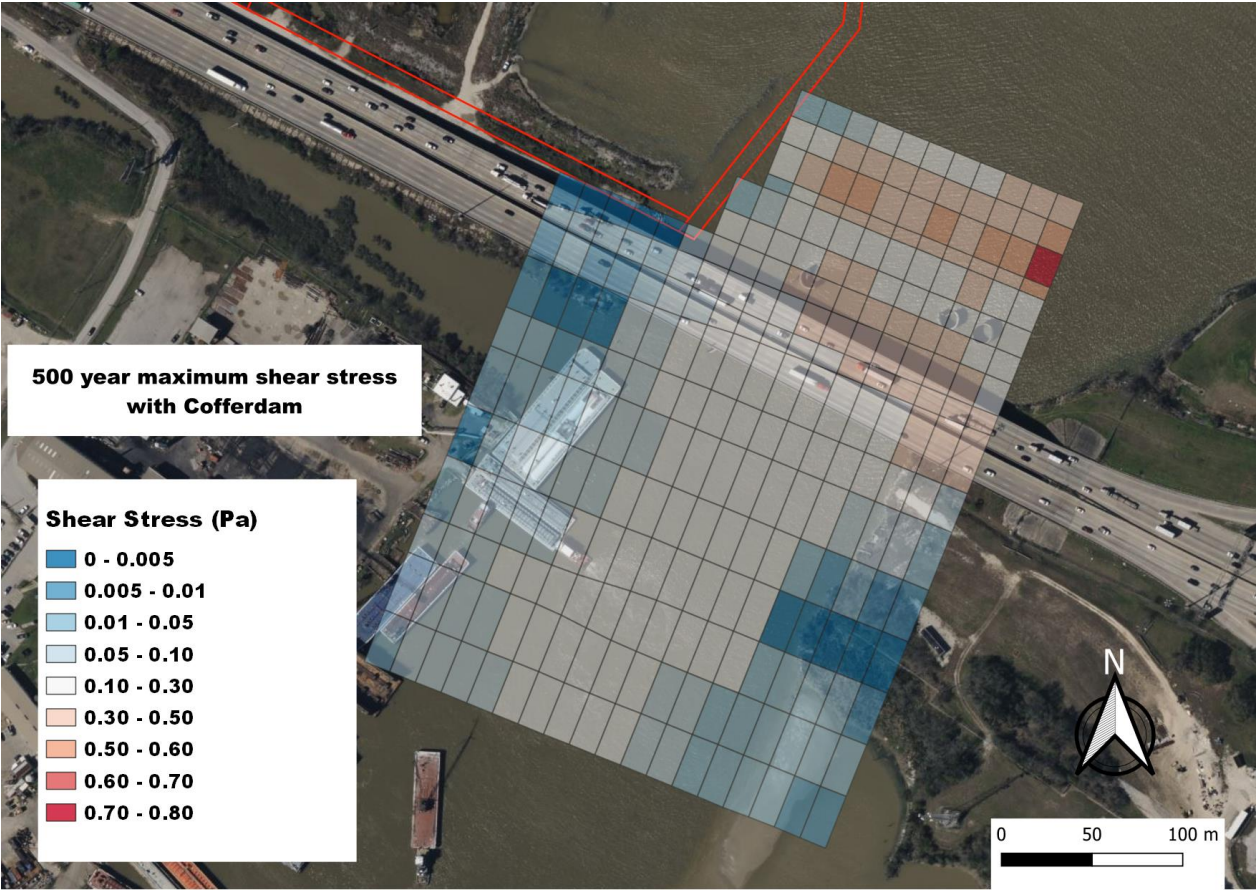 500 year maximum shear stress
with Cofferdam
Shear Stress (Pa)
0 - 0.005
0.005 - 0.01
0.01 - 0.05
0.05 - 0.10
0.10 - 0.30
0.30 - 0.50
0.50 - 0.60
0.60 - 0.70
0.70 - 0.80
N
0 50 100 m